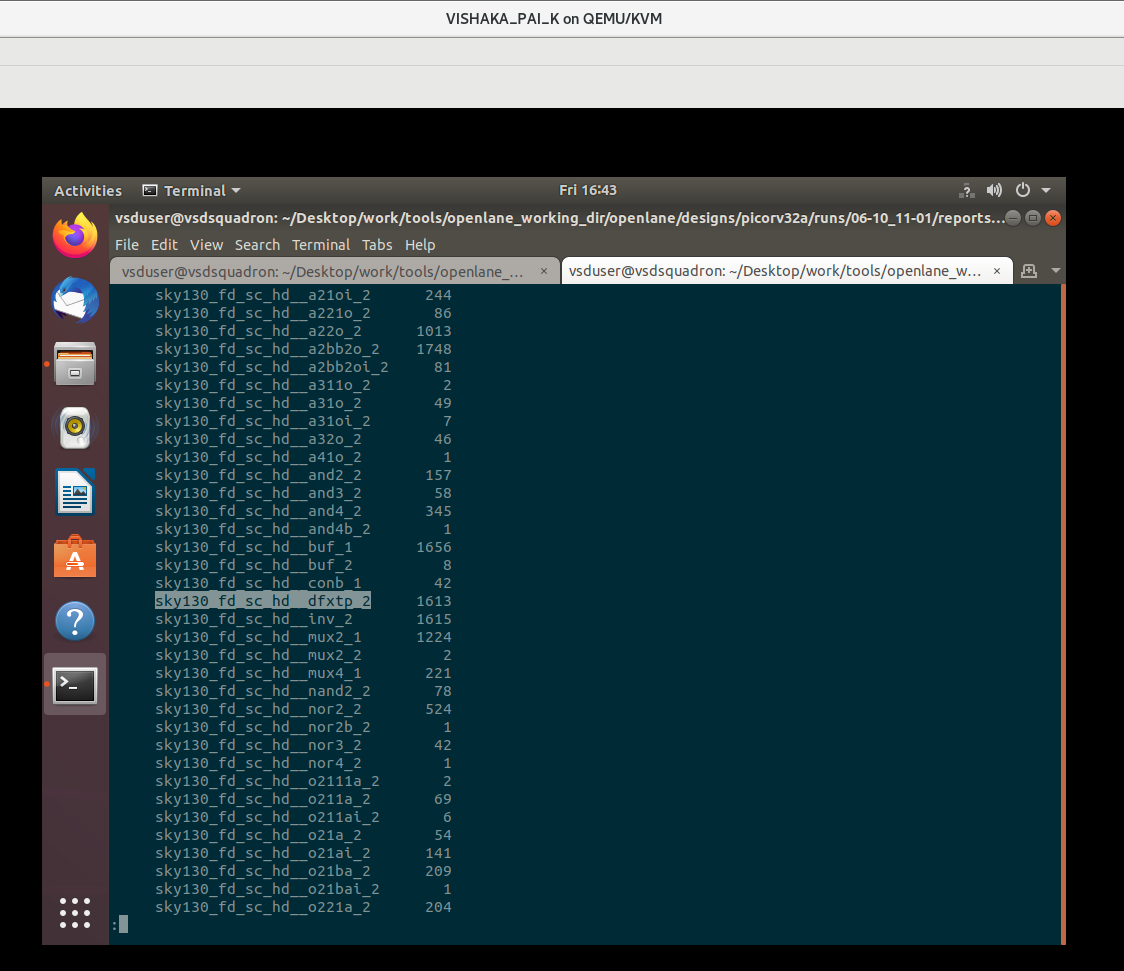 VISHAKA_PAI_K on QEMU/KVM
Activities Terminal Fri 16:43
vsduser@vsdsquadron: ~/Desktop/work/tools/openlane_working_dir/openlane/designs/picorv32a/runs/06-10_11-01/reports...
File Edit View Search Terminal Tabs Help
vsduser@vsdsquadron: ~/Desktop/work/tools/openlane_... × vsduser@vsdsquadron: ~/Desktop/work/tools/openlane_w... ×
sky130_fd_sc_hd__a21oi_2 244
sky130_fd_sc_hd__a221o_2 86
sky130_fd_sc_hd__a22o_2 1013
sky130_fd_sc_hd__a2bb2o_2 1748
sky130_fd_sc_hd__a2bb2oi_2 81
sky130_fd_sc_hd__a311o_2 2
sky130_fd_sc_hd__a31o_2 49
sky130_fd_sc_hd__a31oi_2 7
sky130_fd_sc_hd__a32o_2 46
sky130_fd_sc_hd__a41o_2 1
sky130_fd_sc_hd__and2_2 157
sky130_fd_sc_hd__and3_2 58
sky130_fd_sc_hd__and4_2 345
sky130_fd_sc_hd__and4b_2 1
sky130_fd_sc_hd__buf_1 1656
sky130_fd_sc_hd__buf_2 8
sky130_fd_sc_hd__conb_1 42
sky130_fd_sc_hd__dfxtp_2 1613
sky130_fd_sc_hd__inv_2 1615
sky130_fd_sc_hd__mux2_1 1224
sky130_fd_sc_hd__mux2_2 2
sky130_fd_sc_hd__mux4_1 221
sky130_fd_sc_hd__nand2_2 78
sky130_fd_sc_hd__nor2_2 524
sky130_fd_sc_hd__nor2b_2 1
sky130_fd_sc_hd__nor3_2 42
sky130_fd_sc_hd__nor4_2 1
sky130_fd_sc_hd__o2111a_2 2
sky130_fd_sc_hd__o211a_2 69
sky130_fd_sc_hd__o211ai_2 6
sky130_fd_sc_hd__o21a_2 54
sky130_fd_sc_hd__o21ai_2 141
sky130_fd_sc_hd__o21ba_2 209
sky130_fd_sc_hd__o21bai_2 1
sky130_fd_sc_hd__o221a_2 204
: